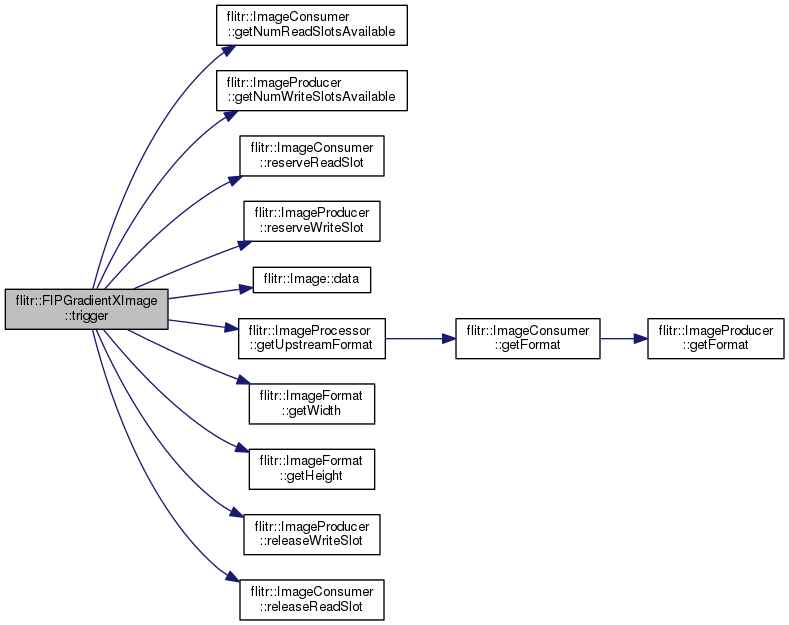 flitr::ImageConsumer
::getNumReadSlotsAvailable
flitr::ImageProducer
::getNumWriteSlotsAvailable
flitr::ImageConsumer
::reserveReadSlot
flitr::ImageProducer
::reserveWriteSlot
flitr::Image::data
flitr::FIPGradientXImage
::trigger
flitr::ImageProcessor
::getUpstreamFormat
flitr::ImageConsumer
::getFormat
flitr::ImageProducer
::getFormat
flitr::ImageFormat
::getWidth
flitr::ImageFormat
::getHeight
flitr::ImageProducer
::releaseWriteSlot
flitr::ImageConsumer
::releaseReadSlot